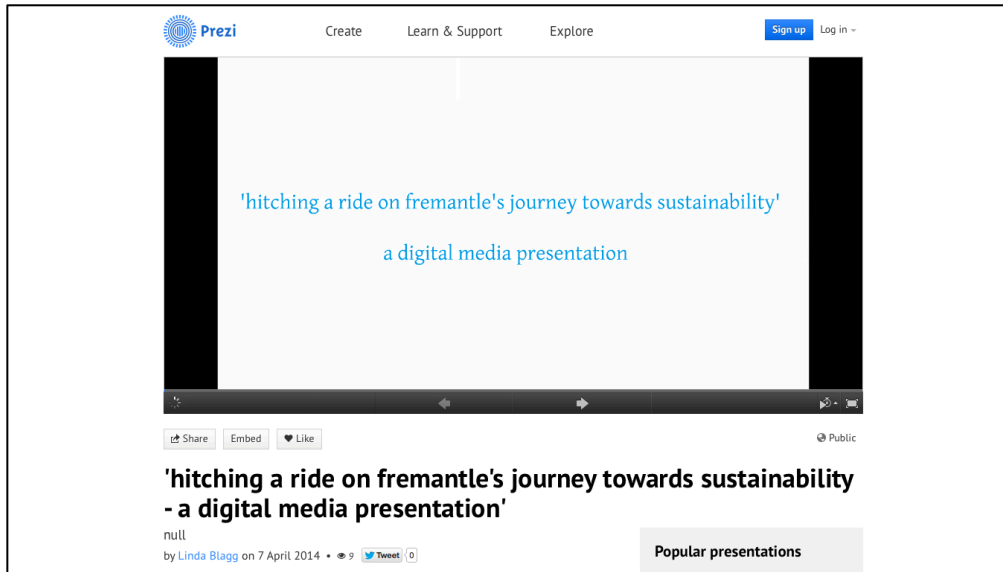 Prezi Create Learn & Support Explore Sign up Log in
'hitching a ride on fremantle's journey towards sustainability'
a digital media presentation
Share Embed Like Public
'hitching a ride on fremantle's journey towards sustainability
- a digital media presentation'
null
by Linda Blagg on 7 April 2014 • 9 Tweet 0
Popular presentations